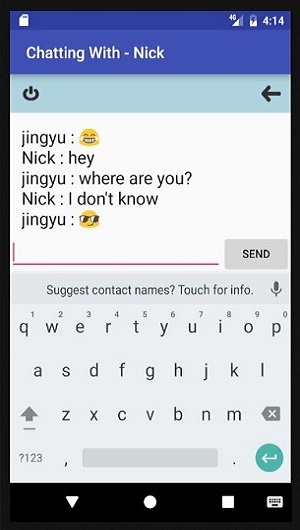 4G 4:14
Chatting With - Nick
jingyu : 😂
Nick : hey
jingyu : where are you?
Nick : I don't know
jingyu : 😎
SEND
Suggest contact names? Touch for info.
1 2 3 4 5 6 7 8 9 0
q w e r t y u i o p
a s d f g h j k l
z x c v b n m
?123 , .